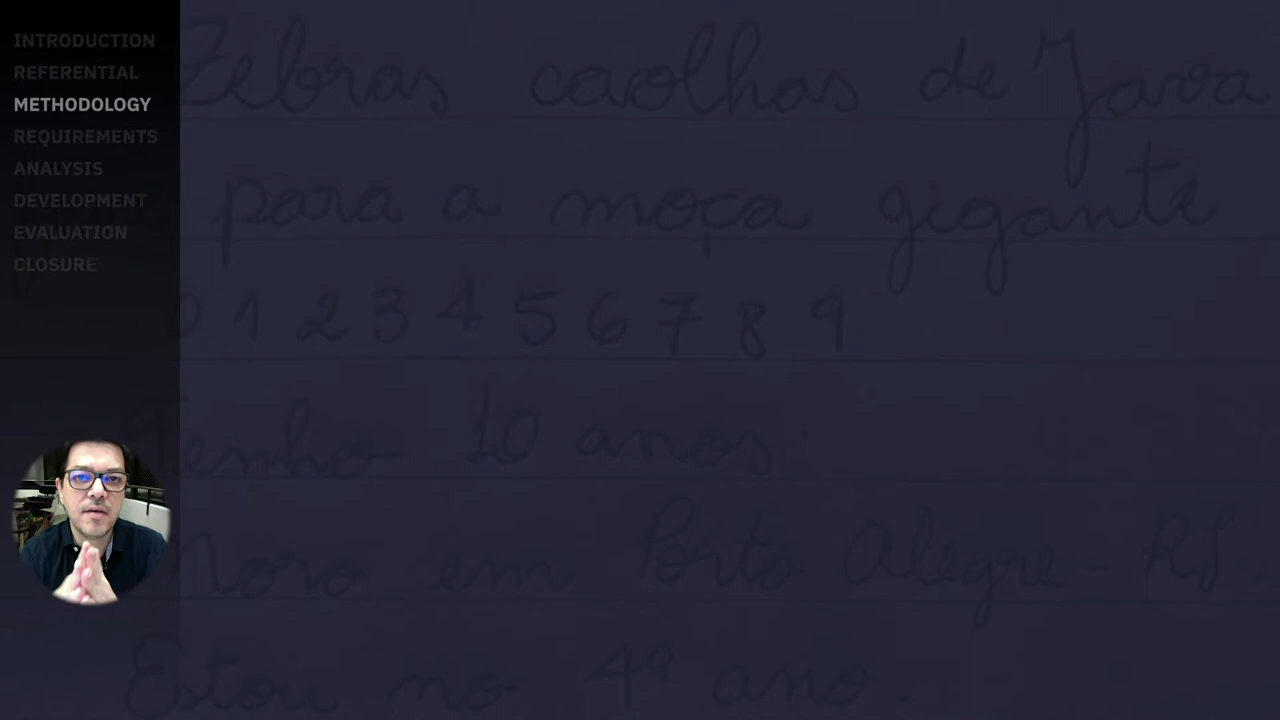 INTRODUCTION
REFERENTIAL
METHODOLOGY
REQUIREMENTS
ANALYSIS
DEVELOPMENT
EVALUATION
CLOSURE
Zebras caolhas de Java
para a moça gigante
0 1 2 3 4 5 6 7 8 9
Tenho 10 anos.
Moro em Porto Alegre - RS.
Estou no 4º ano.